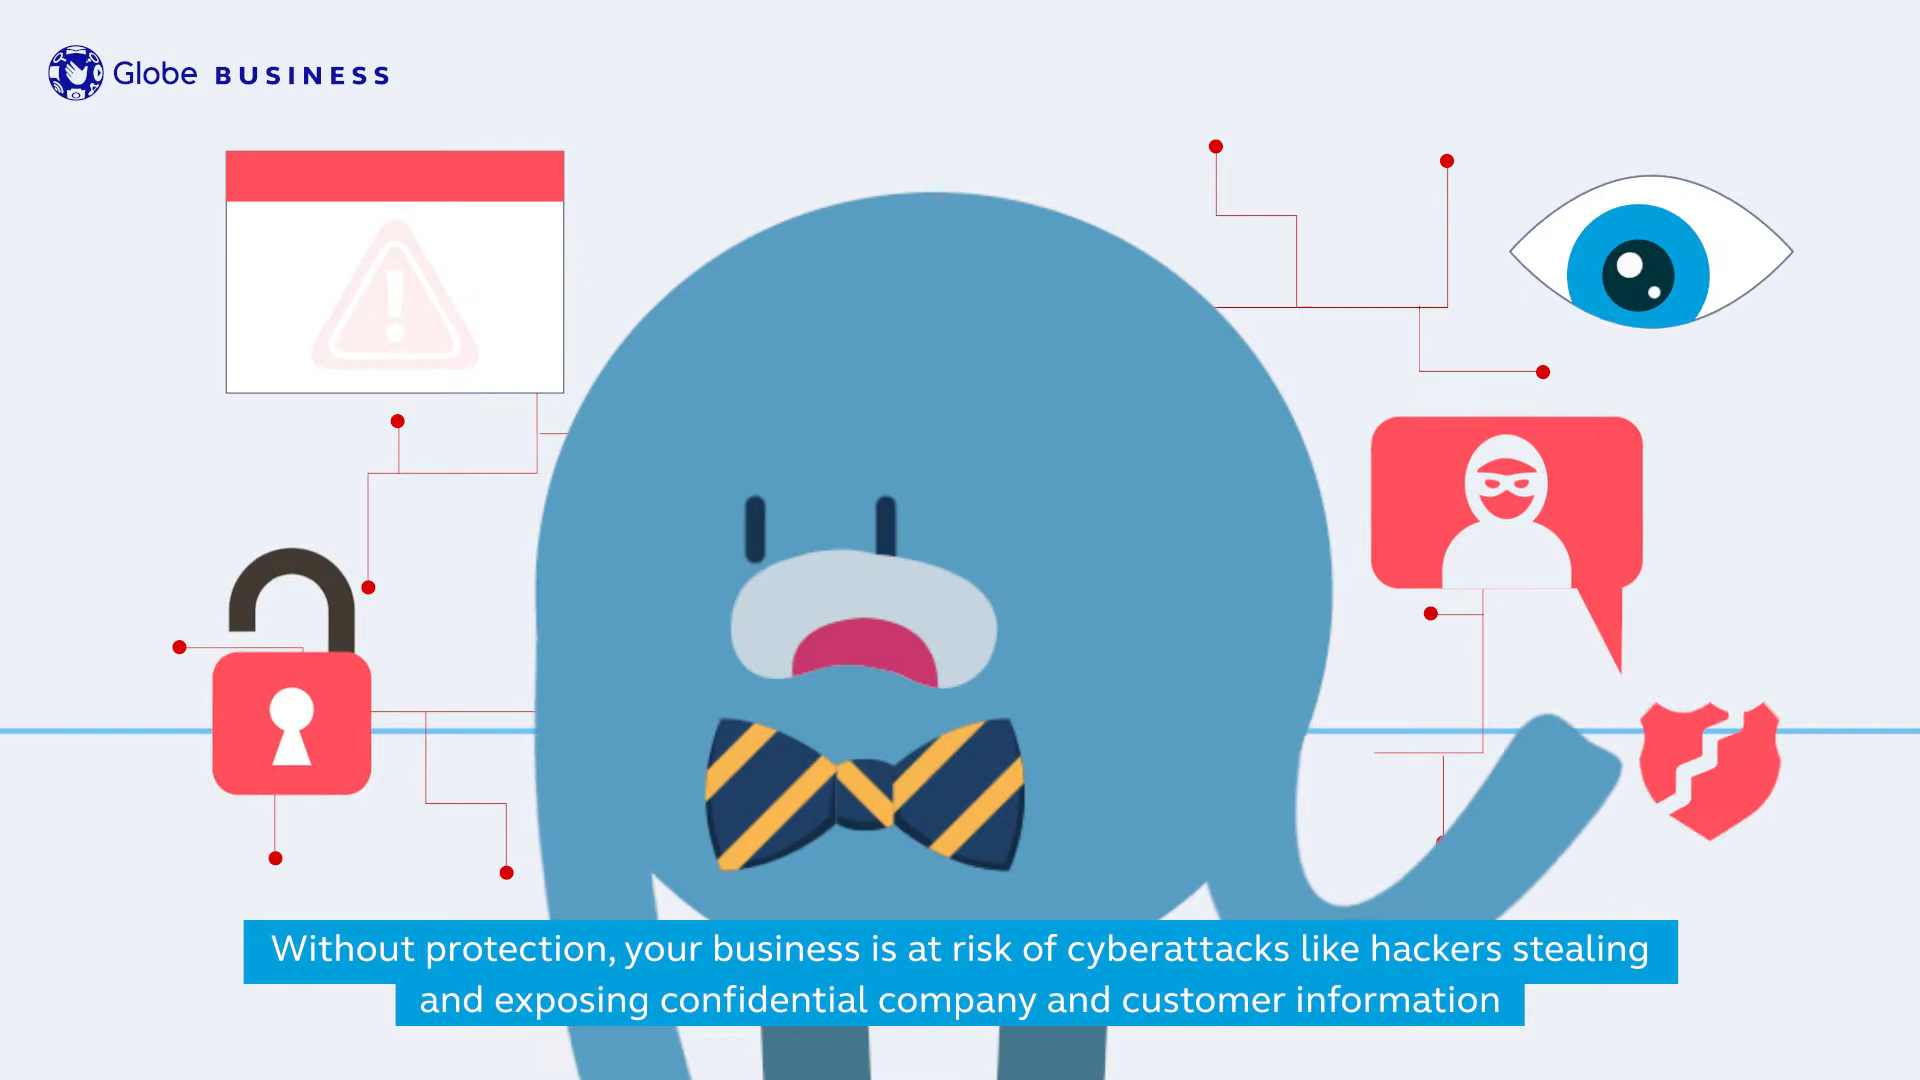 Globe BUSINESS
Without protection, your business is at risk of cyberattacks like hackers stealing
and exposing confidential company and customer information